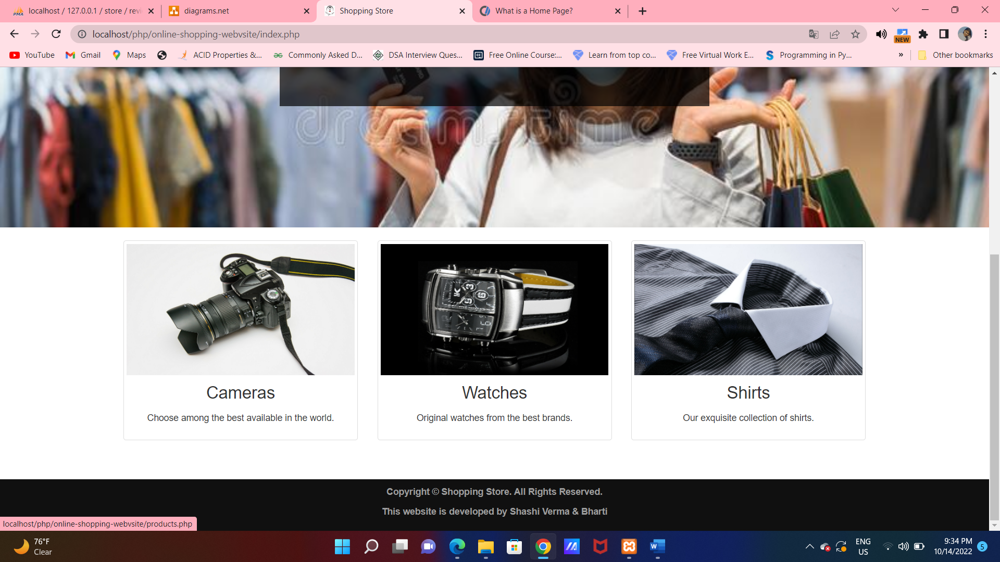 localhost / 127.0.0.1 / store / revi
diagrams.net
Shopping Store
What is a Home Page?
localhost/php/online-shopping-webvsite/index.php
NEW
YouTube
Gmail
Maps
ACID Properties &...
Commonly Asked D...
DSA Interview Ques...
Free Online Course:...
Learn from top co...
Free Virtual Work E...
Programming in Py...
»
Other bookmarks
dreamstime
Cameras
Watches
Shirts
Choose among the best available in the world.
Original watches from the best brands.
Our exquisite collection of shirts.
Copyright © Shopping Store. All Rights Reserved.
This website is developed by Shashi Verma & Bharti
localhost/php/online-shopping-webvsite/products.php
76°F
Clear
ENG
US
9:34 PM
10/14/2022
5